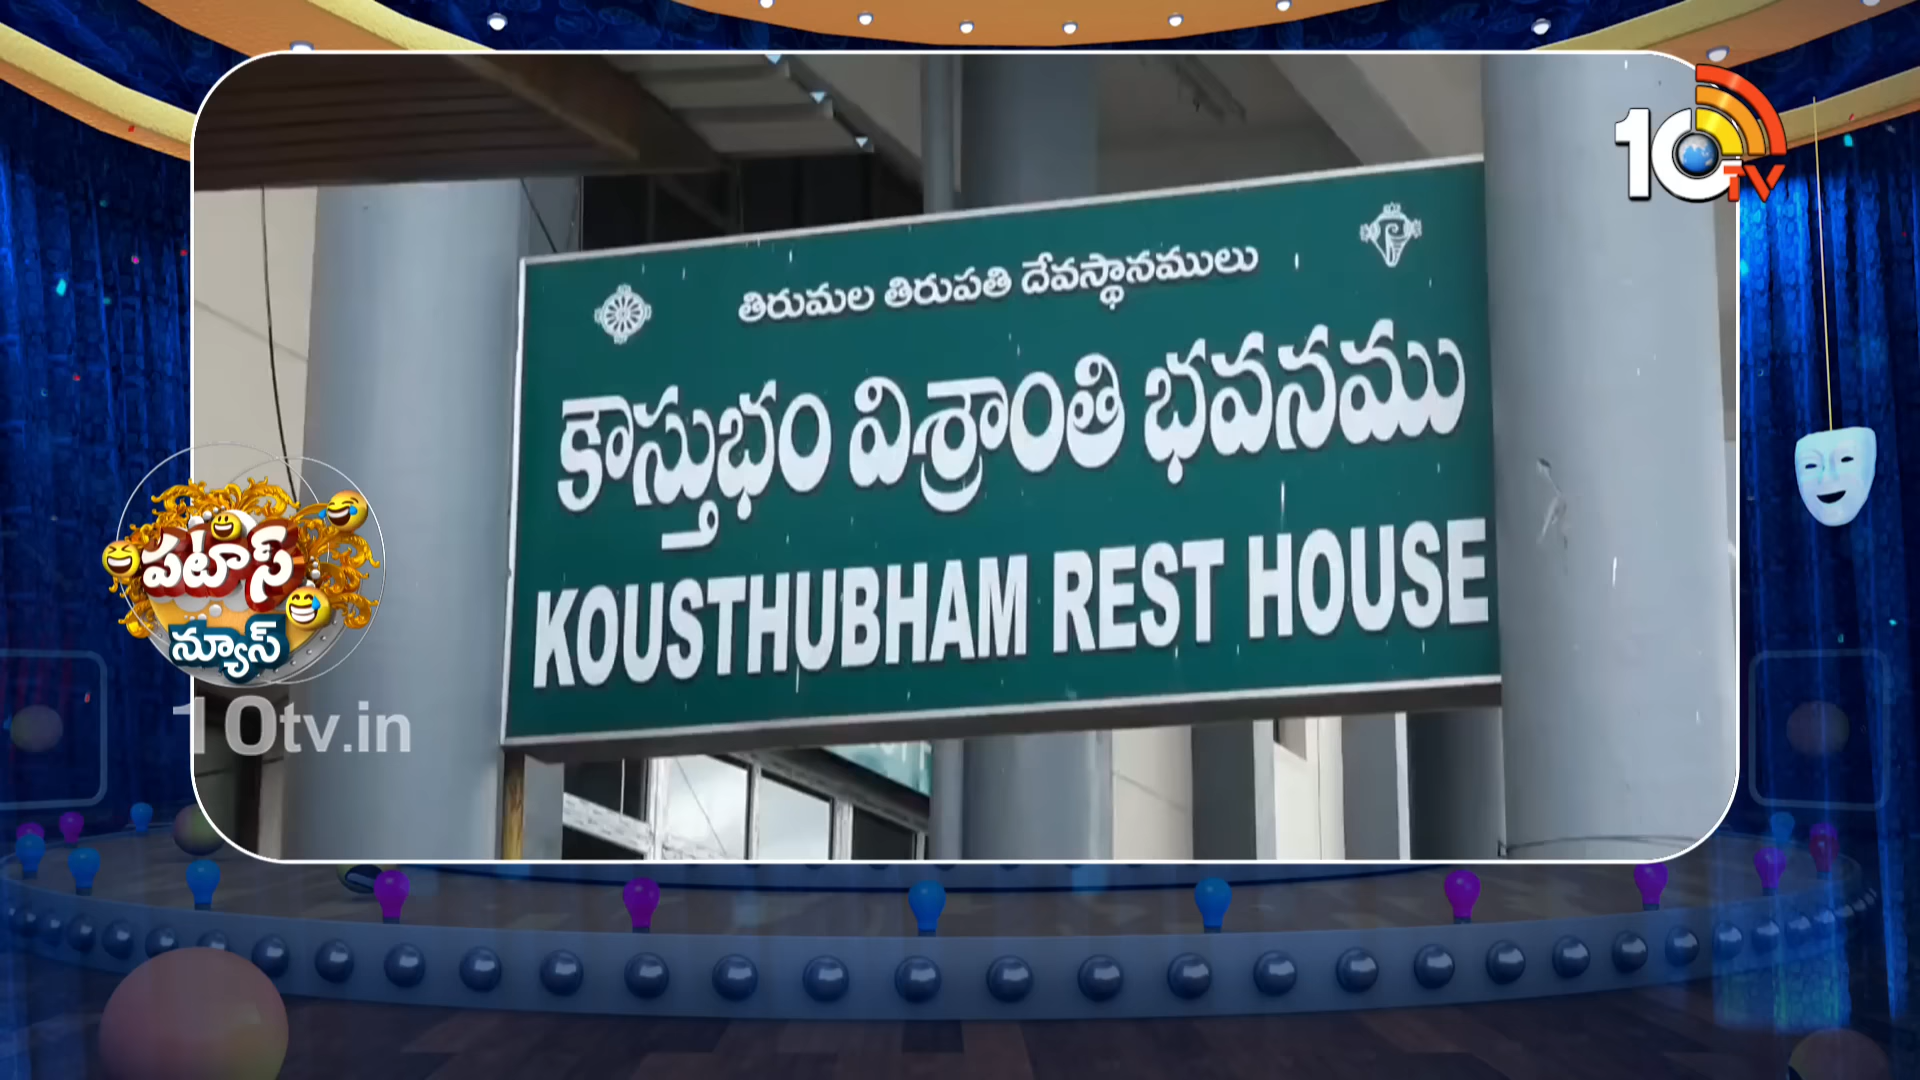 10TV
తిరుమల తిరుపతి దేవస్థానములు
కౌస్తుభం విశ్రాంతి భవనము
KOUSTHUBHAM REST HOUSE
పటాస్
న్యూస్
10tv.in